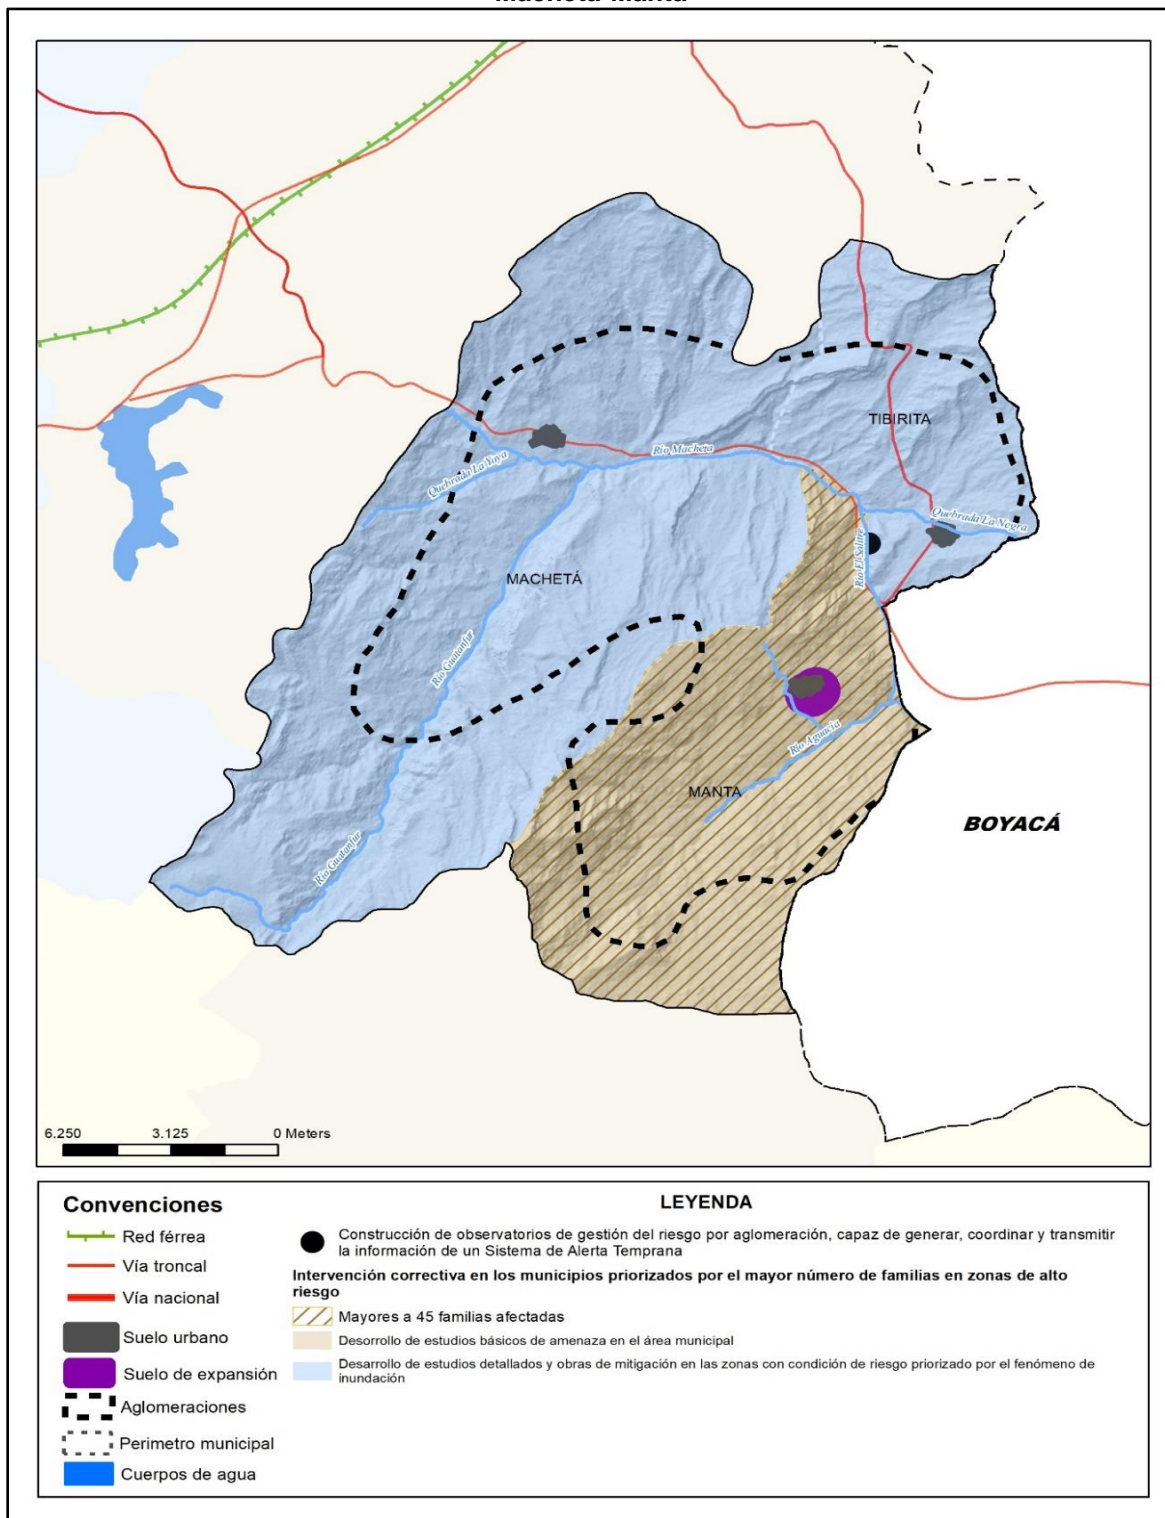 TIBIRITA
Río Macheta
Quebrada La Yaya
Quebrada La Negra
Río El Salitre
MACHETÁ
Río Guatanfur
Río Aguacía
MANTA
BOYACÁ
Río Guatanfur
6.250 3.125 0 Meters
Convenciones
Red férrea
Vía troncal
Vía nacional
Suelo urbano
Suelo de expansión
Aglomeraciones
Perimetro municipal
Cuerpos de agua
LEYENDA
Construcción de observatorios de gestión del riesgo por aglomeración, capaz de generar, coordinar y transmitir
la información de un Sistema de Alerta Temprana
Intervención correctiva en los municipios priorizados por el mayor número de familias en zonas de alto
riesgo
Mayores a 45 familias afectadas
Desorrollo de estudios básicos de amenaza en el área municipal
Desarrollo de estudios detallados y obras de mitigación en las zonas con condición de riesgo priorizado por el fenómeno de
inundación